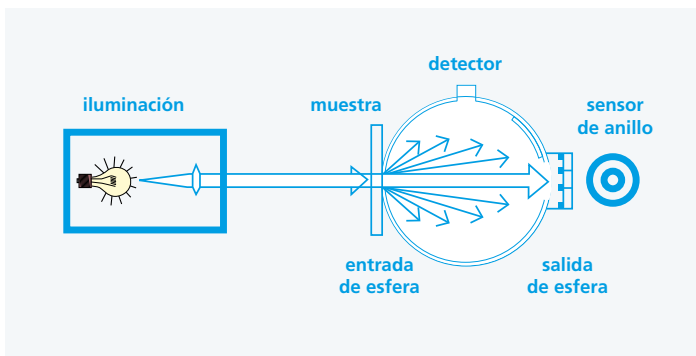 detector
iluminación
muestra
sensor
de anillo
entrada
de esfera
salida
de esfera